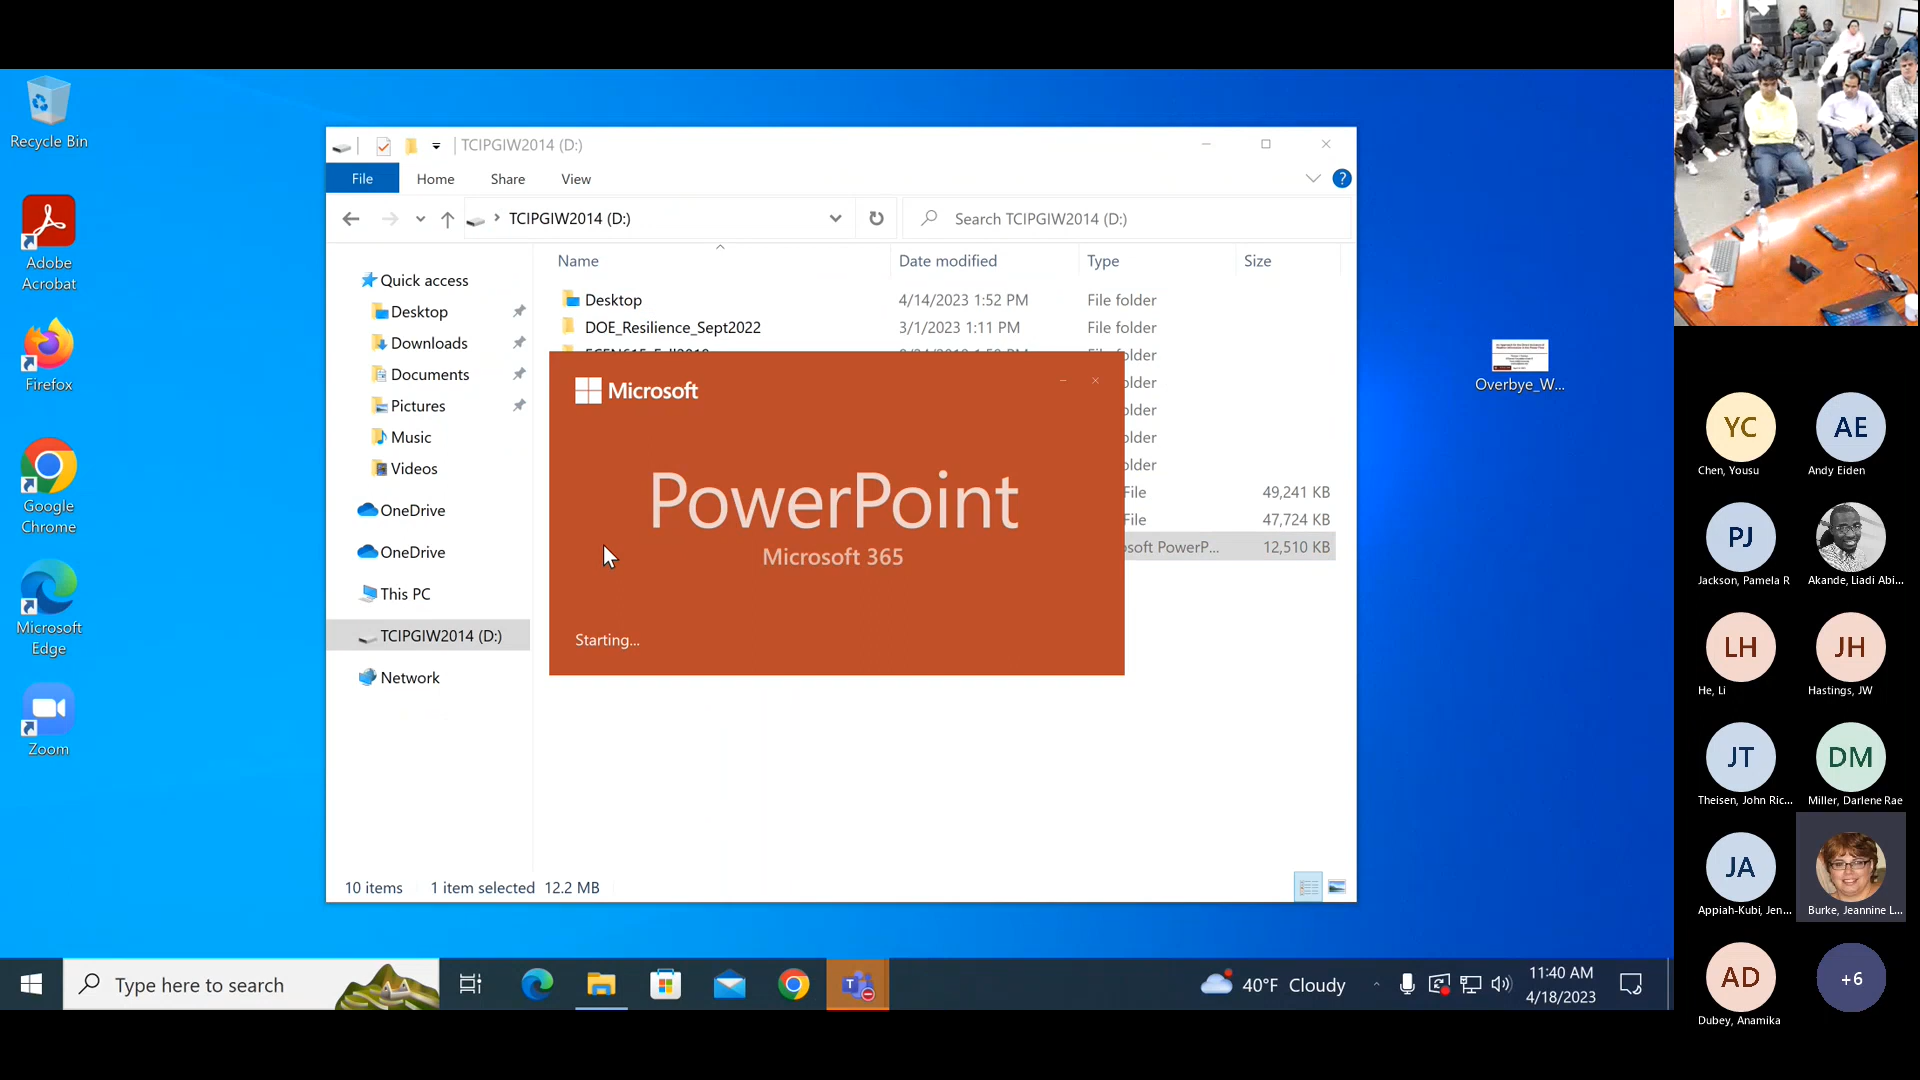 Recycle Bin
Adobe
Acrobat
Firefox
Google
Chrome
Microsoft
Edge
Zoom
TCIPGIW2014 (D:)
File
Home
Share
View
?
TCIPGIW2014 (D:)
Search TCIPGIW2014 (D:)
Quick access
Desktop
Downloads
Documents
Pictures
Music
Videos
OneDrive
OneDrive
This PC
TCIPGIW2014 (D:)
Network
Name
Date modified
Type
Size
Desktop
4/14/2023 1:52 PM
File folder
DOE_Resilience_Sept2022
3/1/2023 1:11 PM
File folder
older
older
older
older
older
File
49,241 KB
File
47,724 KB
osoft PowerP...
12,510 KB
Microsoft
PowerPoint
Microsoft 365
Starting...
10 items
1 item selected
12.2 MB
Overbye_W...
Type here to search
T
40°F Cloudy
11:40 AM
4/18/2023
YC
Chen, Yousu
AE
Andy Eiden
PJ
Jackson, Pamela R
Akande, Liadi Abi...
LH
He, Li
JH
Hastings, JW
JT
Theisen, John Ric...
DM
Miller, Darlene Rae
JA
Appiah-Kubi, Jen...
Burke, Jeannine L...
AD
Dubey, Anamika
+6